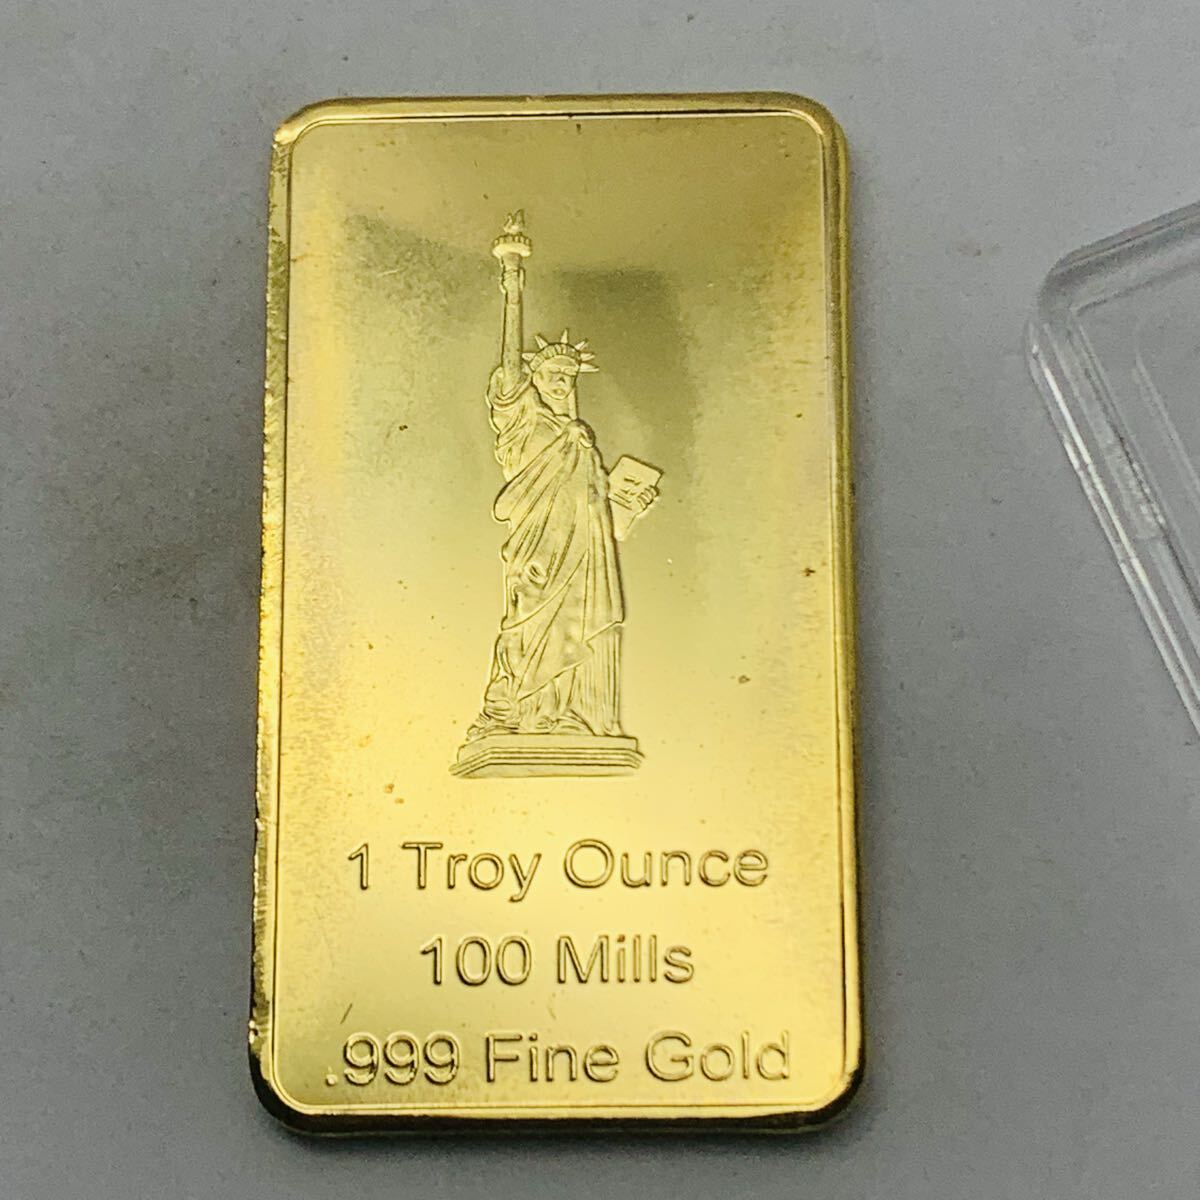 1 Troy Ounce
100 Mills
.999 Fine Gold